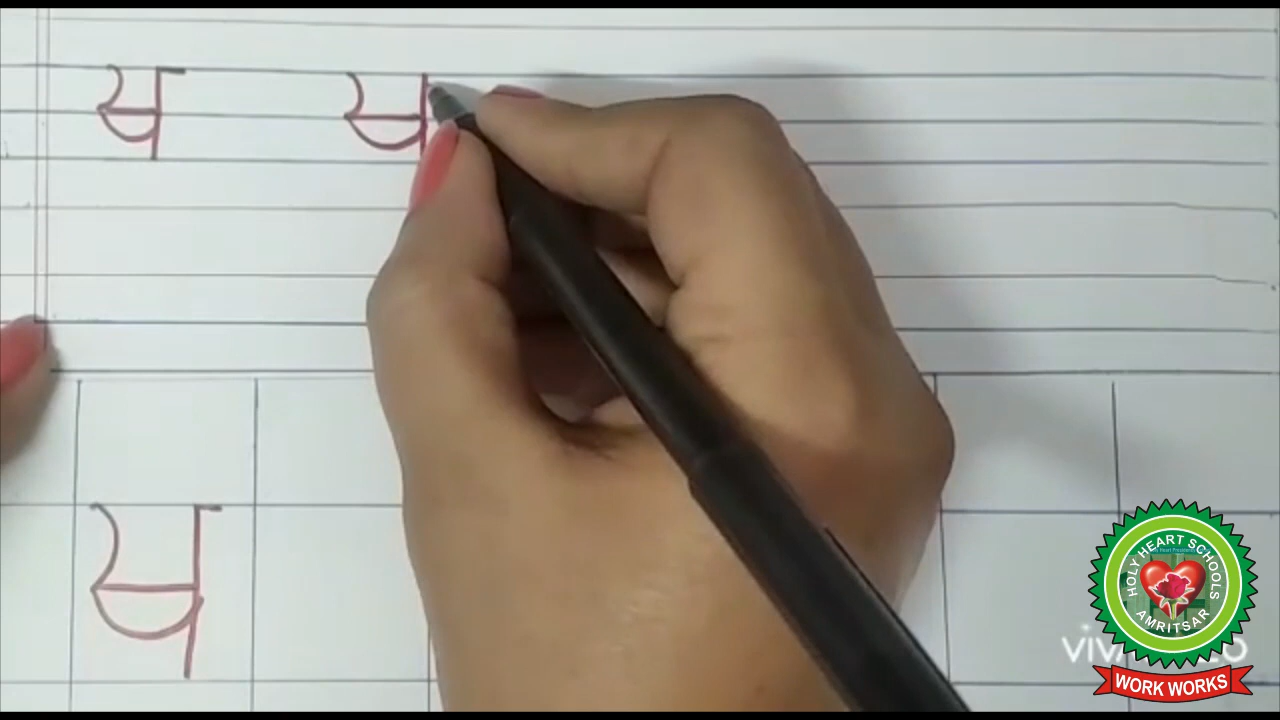 ਖ ਖ
ਖ
HOLY HEART SCHOOLS
AMRITSAR
WORK WORKS